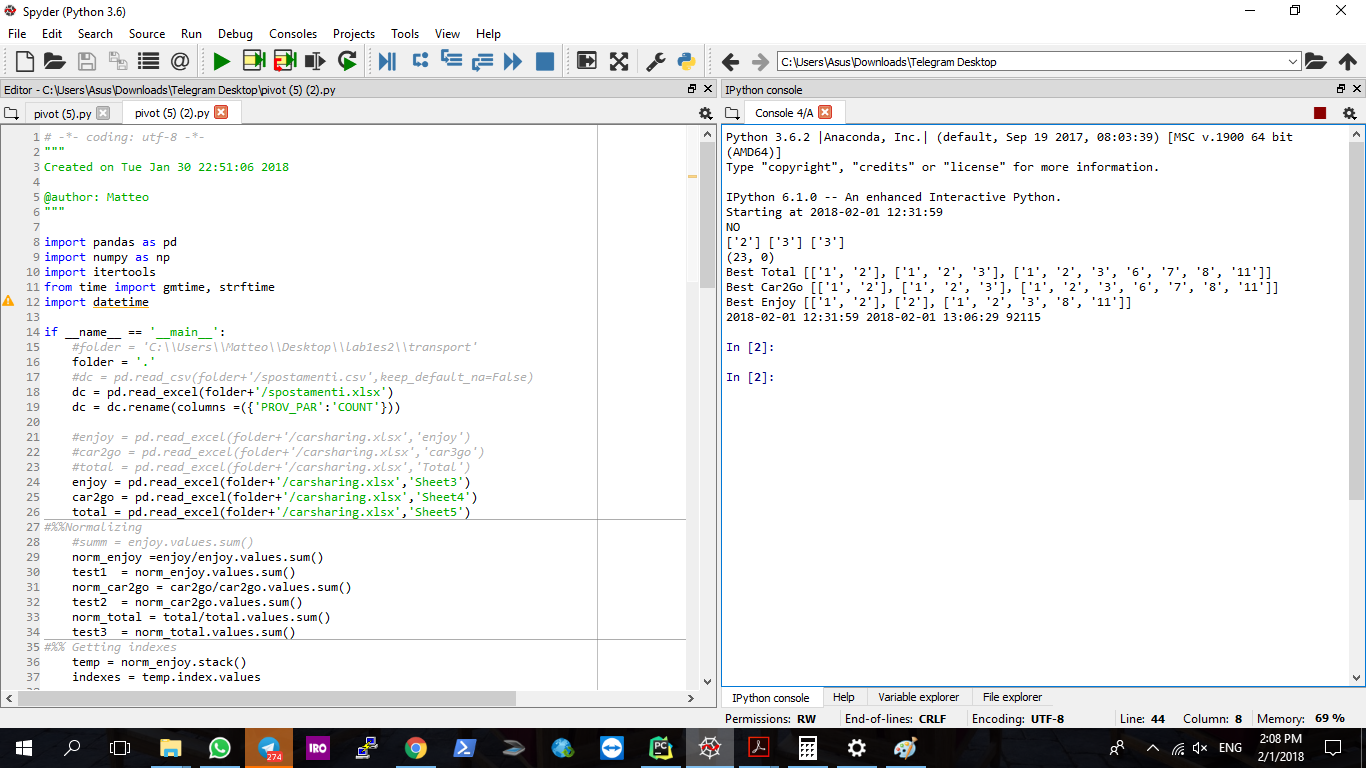 Spyder (Python 3.6)
File Edit Search Source Run Debug Consoles Projects Tools View Help
C:\Users\Asus\Downloads\Telegram Desktop
Editor - C:\Users\Asus\Downloads\Telegram Desktop\pivot (5) (2).py
pivot (5).py pivot (5) (2).py
1 # -*- coding: utf-8 -*-
2 """
3 Created on Tue Jan 30 22:51:06 2018
4
5 @author: Matteo
6 """
7
8 import pandas as pd
9 import numpy as np
10 import itertools
11 from time import gmtime, strftime
12 import datetime
13
14 if __name__ == '__main__':
15     #folder = 'C:\\Users\\Matteo\\Desktop\\lab1es2\\transport'
16     folder = '.'
17     #dc = pd.read_csv(folder+'/spostamenti.csv',keep_default_na=False)
18     dc = pd.read_excel(folder+'/spostamenti.xlsx')
19     dc = dc.rename(columns =({'PROV_PAR':'COUNT'}))
20
21     #enjoy = pd.read_excel(folder+'/carsharing.xlsx','enjoy')
22     #car2go = pd.read_excel(folder+'/carsharing.xlsx','car3go')
23     #total = pd.read_excel(folder+'/carsharing.xlsx','Total')
24     enjoy = pd.read_excel(folder+'/carsharing.xlsx','Sheet3')
25     car2go = pd.read_excel(folder+'/carsharing.xlsx','Sheet4')
26     total = pd.read_excel(folder+'/carsharing.xlsx','Sheet5')
27 #%%Normalizing
28     #summ = enjoy.values.sum()
29     norm_enjoy =enjoy/enjoy.values.sum()
30     test1  = norm_enjoy.values.sum()
31     norm_car2go = car2go/car2go.values.sum()
32     test2  = norm_car2go.values.sum()
33     norm_total = total/total.values.sum()
34     test3  = norm_total.values.sum()
35 #%% Getting indexes
36     temp = norm_enjoy.stack()
37     indexes = temp.index.values
IPython console
Console 4/A
Python 3.6.2 |Anaconda, Inc.| (default, Sep 19 2017, 08:03:39) [MSC v.1900 64 bit
(AMD64)]
Type "copyright", "credits" or "license" for more information.

IPython 6.1.0 -- An enhanced Interactive Python.
Starting at 2018-02-01 12:31:59
NO
['2'] ['3'] ['3']
(23, 0)
Best Total [['1', '2'], ['1', '2', '3'], ['1', '2', '3', '6', '7', '8', '11']]
Best Car2Go [['1', '2'], ['1', '2', '3'], ['1', '2', '3', '6', '7', '8', '11']]
Best Enjoy [['1', '2'], ['2'], ['1', '2', '3', '8', '11']]
2018-02-01 12:31:59 2018-02-01 13:06:29 92115

In [2]:

In [2]:
IPython console Help Variable explorer File explorer
Permissions: RW End-of-lines: CRLF Encoding: UTF-8 Line: 44 Column: 8 Memory: 69 %
274 IRO PC ENG 2:08 PM
2/1/2018